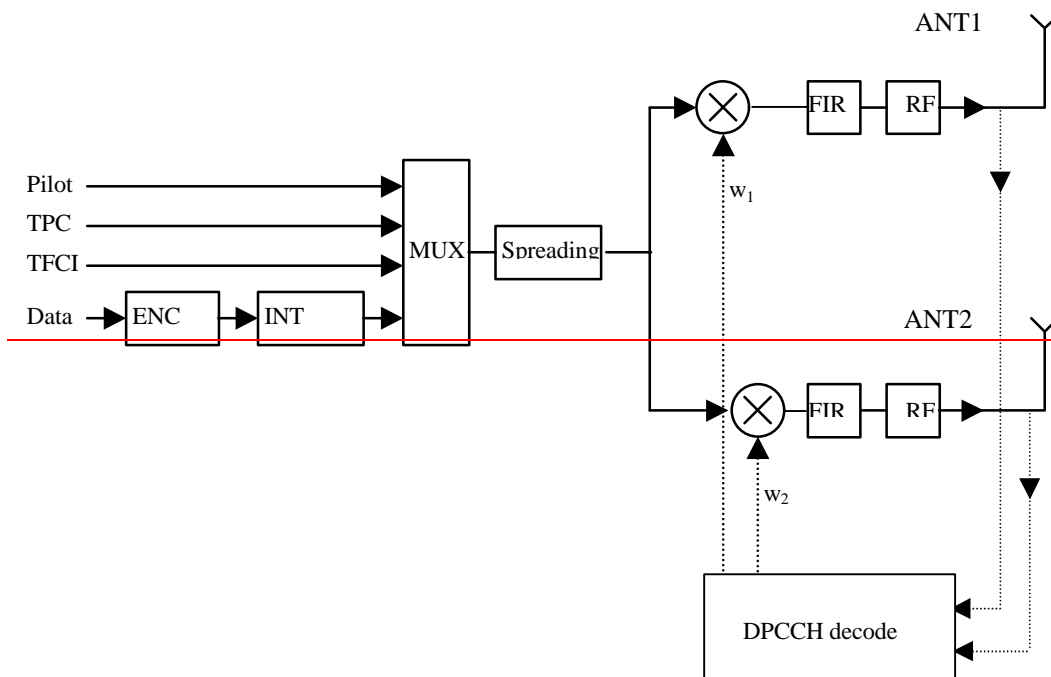 ANT1
FIR
RF
Pilot
w1
TPC
MUX
Spreading
TFCI
Data
ENC
INT
ANT2
FIR
RF
w2
DPCCH decode